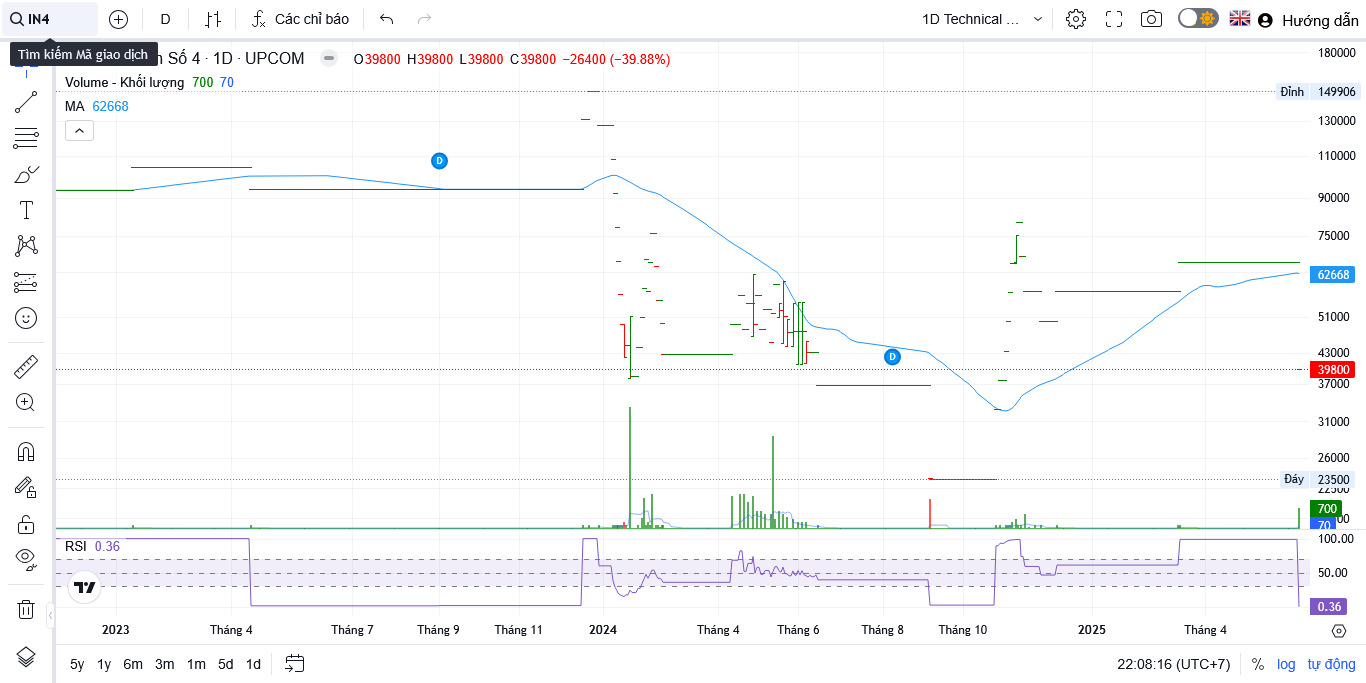 IN4
D
Các chỉ báo
1D Technical ...
Hướng dẫn
Tìm kiếm Mã giao dịch
Số 4 · 1D · UPCOM
O39800 H39800 L39800 C39800 −26400 (−39.88%)
Volume - Khối lượng 700 70
MA 62668
180000
Đỉnh 149906
130000
110000
90000
75000
62668
51000
43000
39800
37000
31000
26000
Đáy 23500
22500
700
70
D
D
RSI 0.36
100.00
50.00
0.36
2023
Tháng 4
Tháng 7
Tháng 9
Tháng 11
2024
Tháng 4
Tháng 6
Tháng 8
Tháng 10
2025
Tháng 4
5y 1y 6m 3m 1m 5d 1d
22:08:16 (UTC+7)
% log tự động